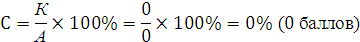 С = К/А × 100% = 0/0 × 100% = 0% (0 баллов)